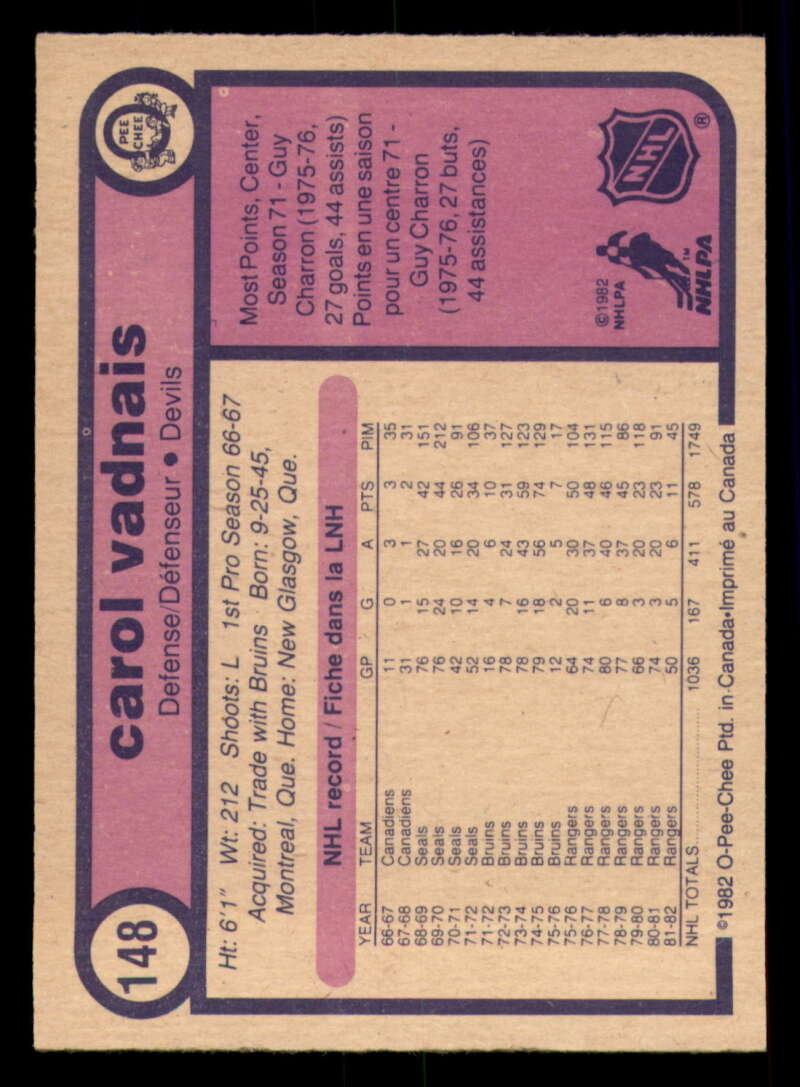 148
carol vadnais
Defense/Défenseur • Devils
O
PEE
CHEE
Ht: 6'1" Wt: 212 Shoots: L 1st Pro Season 66-67
Acquired: Trade with Bruins Born: 9-25-45,
Montreal, Que. Home: New Glasgow, Que.
NHL record / Fiche dans la LNH
YEAR TEAM GP G A PTS PIM
66-67 Canadiens 11 0 3 3 35
67-68 Canadiens 31 1 1 2 31
68-69 Seals 76 15 27 42 151
69-70 Seals 76 24 20 44 212
70-71 Seals 42 10 16 26 91
71-72 Seals 52 14 20 34 106
71-72 Bruins 16 4 6 10 37
72-73 Bruins 78 7 24 31 127
73-74 Bruins 78 16 43 59 123
74-75 Bruins 79 18 56 74 129
75-76 Bruins 12 2 5 7 17
75-76 Rangers 64 20 30 50 104
76-77 Rangers 74 11 37 48 131
77-78 Rangers 80 6 40 46 115
78-79 Rangers 77 8 37 45 86
79-80 Rangers 66 3 20 23 118
80-81 Rangers 74 3 20 23 91
81-82 Rangers 50 5 6 11 45
NHL TOTALS 1036 167 411 578 1749
©1982 O-Pee-Chee Ptd. in Canada•Imprimé au Canada
Most Points, Center,
Season 71 - Guy
Charron (1975-76,
27 goals, 44 assists)
Points en une saison
pour un centre 71 -
Guy Charron
(1975-76, 27 buts,
44 assistances)
©1982
NHLPA
NHL
®
TM
NHLPA